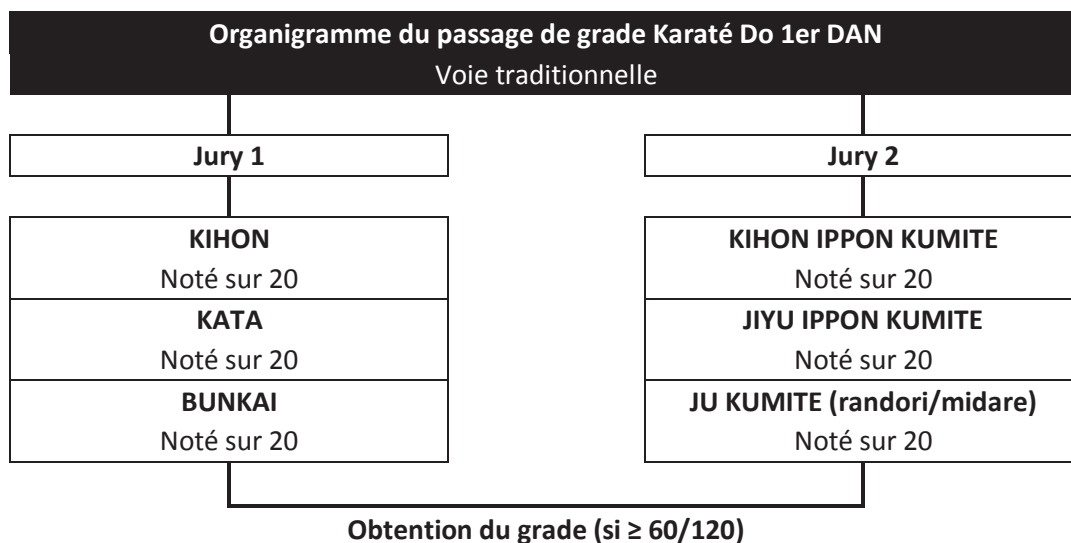 Organigramme du passage de grade Karaté Do 1er DAN
Voie traditionnelle
Jury 1
KIHON
Noté sur 20
KATA
Noté sur 20
BUNKAI
Noté sur 20
Jury 2
KIHON IPPON KUMITE
Noté sur 20
JIYU IPPON KUMITE
Noté sur 20
JU KUMITE (randori/midare)
Noté sur 20
Obtention du grade (si ≥ 60/120)